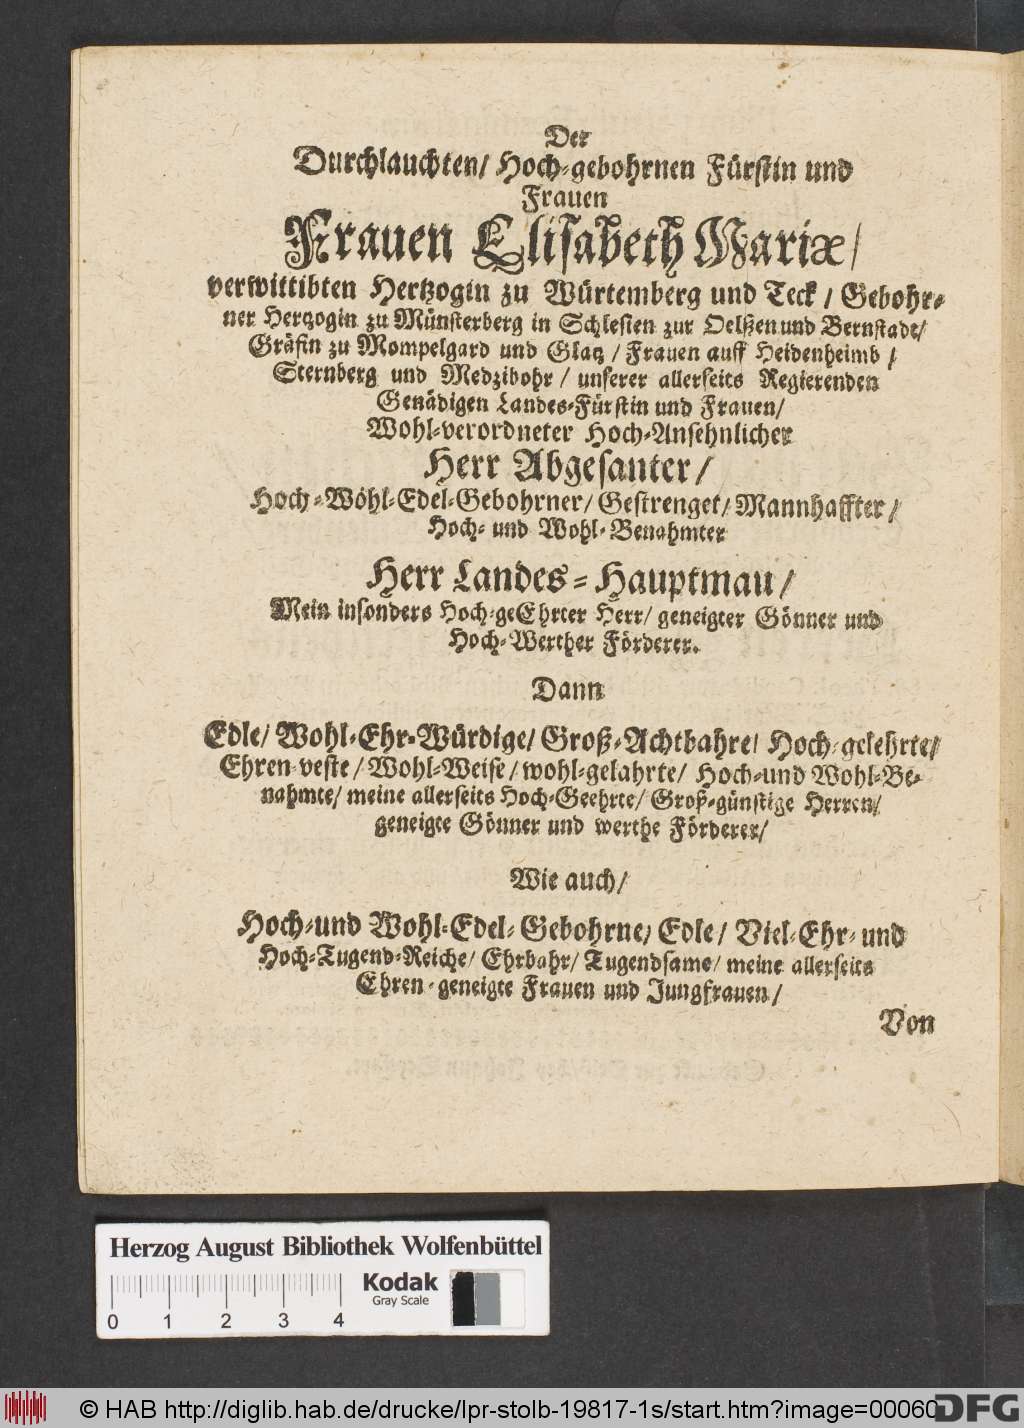 Der
Durchlauchten/ Hoch-gebohrnen Fürstin und
Frauen
Frauen Elisabeth Mariæ/
verwittibten Hertzogin zu Würtemberg und Teck / Gebohr-
ner Hertzogin zu Münsterberg in Schlesien zur Oelßen und Bernstadt/
Gräfin zu Mompelgard und Glatz / Frauen auff Heidenheimb /
Sternberg und Medzibohr / unserer allerseits Regierenden
Genädigen Landes-Fürstin und Frauen/
Wohl-verordneter Hoch-Ansehnlicher
Herr Abgesanter/
Hoch-Wöhl-Edel-Gebohrner/ Gestrenget/ Mannhaffter /
Hoch- und Wohl-Benahmter
Herr Landes-Hauptmau/
Mein insonders Hoch-geEhrter Herr/ geneigter Gönner und
Hoch-Werther Förderer.
Dann
Edle/ Wohl-Ehr-Würdige/ Groß-Achtbahre/ Hoch-gelehrte/
Ehren-veste/ Wohl-Weise/ wohl-gelahrte/ Hoch-und Wohl-Be-
nahmte/ meine allerseits Hoch-Geehrte/ Groß-günstige Herren/
geneigte Gönner und werthe Förderer/
Wie auch/
Hoch-und Wohl-Edel-Gebohrne/ Edle/ Viel-Ehr-und
Hoch-Tugend-Reiche/ Ehrbahr/ Tugendsame/ meine allerseits
Ehren-geneigte Frauen und Jungfrauen/
Von
Herzog August Bibliothek Wolfenbüttel
Kodak
Gray Scale
0 1 2 3 4
© HAB http://diglib.hab.de/drucke/lpr-stolb-19817-1s/start.htm?image=00060
DFG